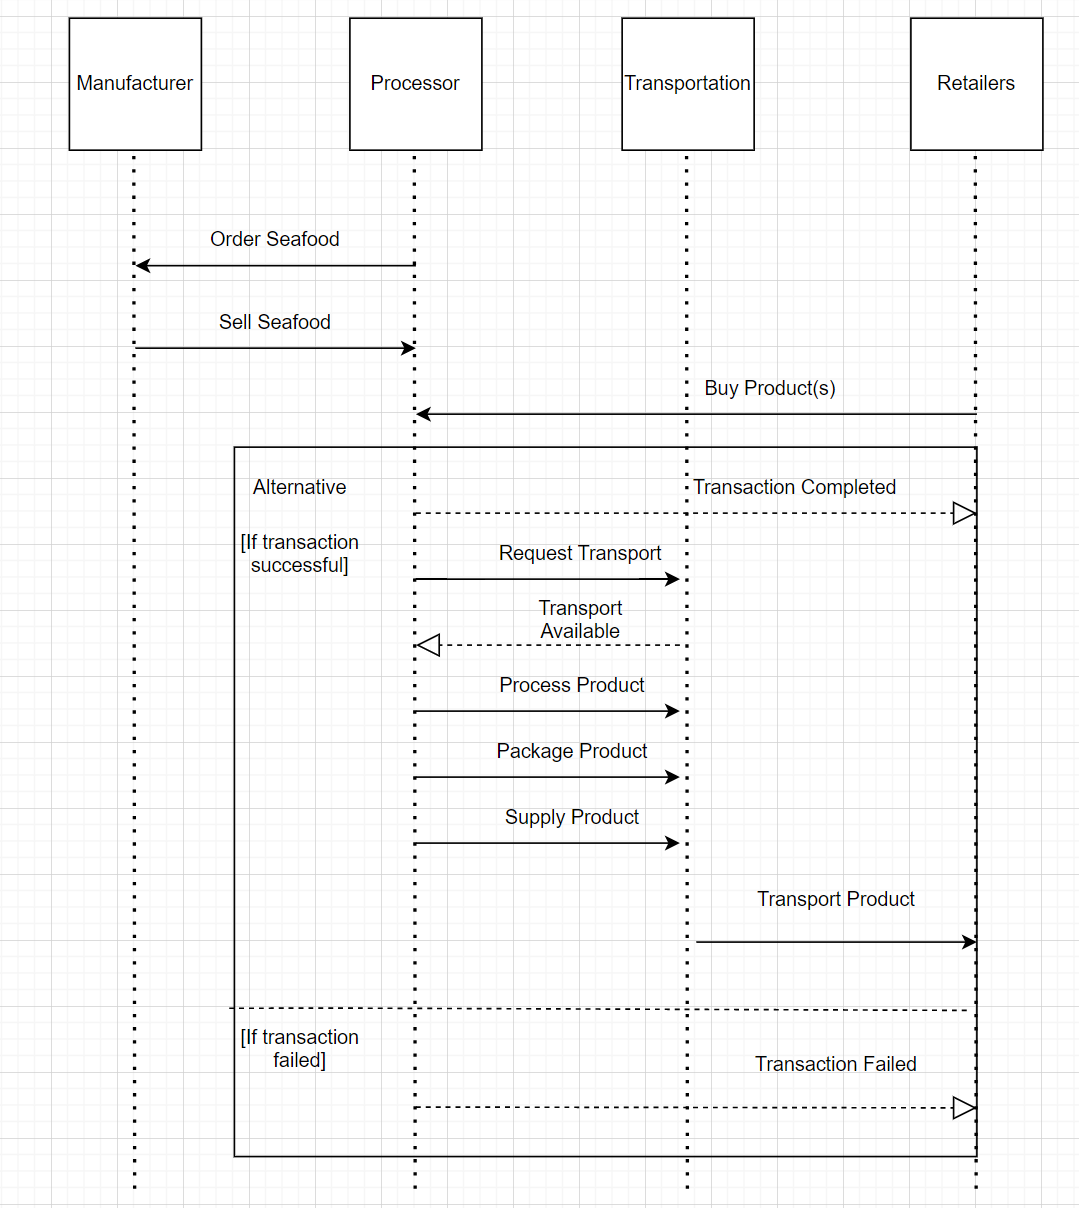 Manufacturer
Processor
Transportation
Retailers
Order Seafood
Sell Seafood
Buy Product(s)
Alternative
Transaction Completed
[If transaction
successful]
Request Transport
Transport
Available
Process Product
Package Product
Supply Product
Transport Product
[If transaction
failed]
Transaction Failed